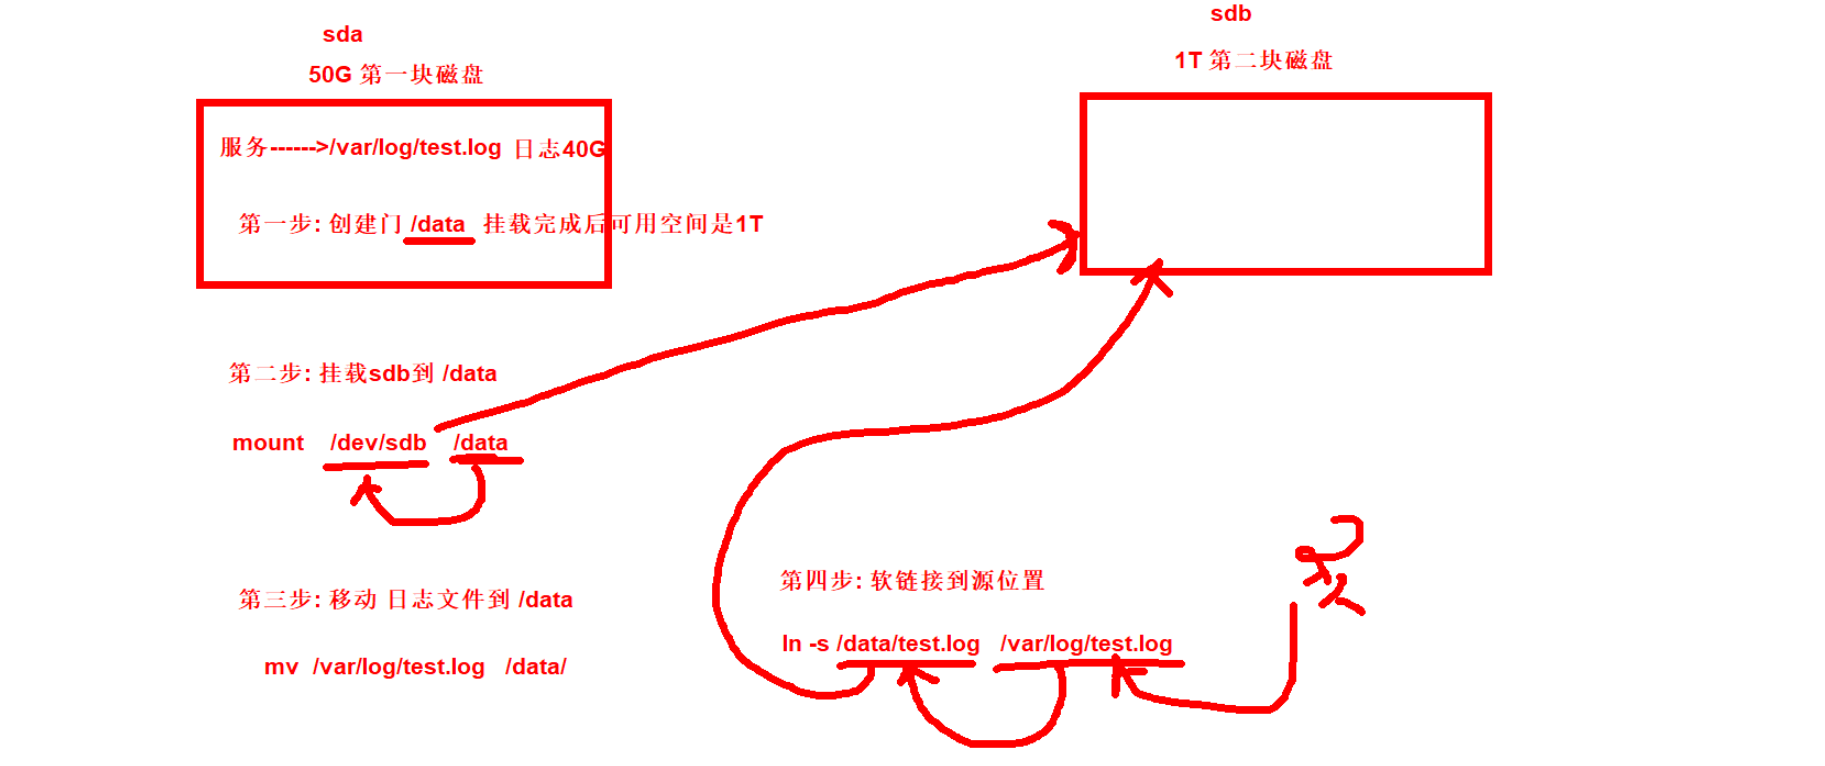 sda
50G 第一块磁盘
服务------>/var/log/test.log 日志40G
第一步: 创建门 /data 挂载完成后可用空间是1T
sdb
1T 第二块磁盘
第二步: 挂载sdb到 /data
mount /dev/sdb /data
第三步: 移动 日志文件到 /data
mv /var/log/test.log /data/
第四步: 软链接到源位置
ln -s /data/test.log /var/log/test.log